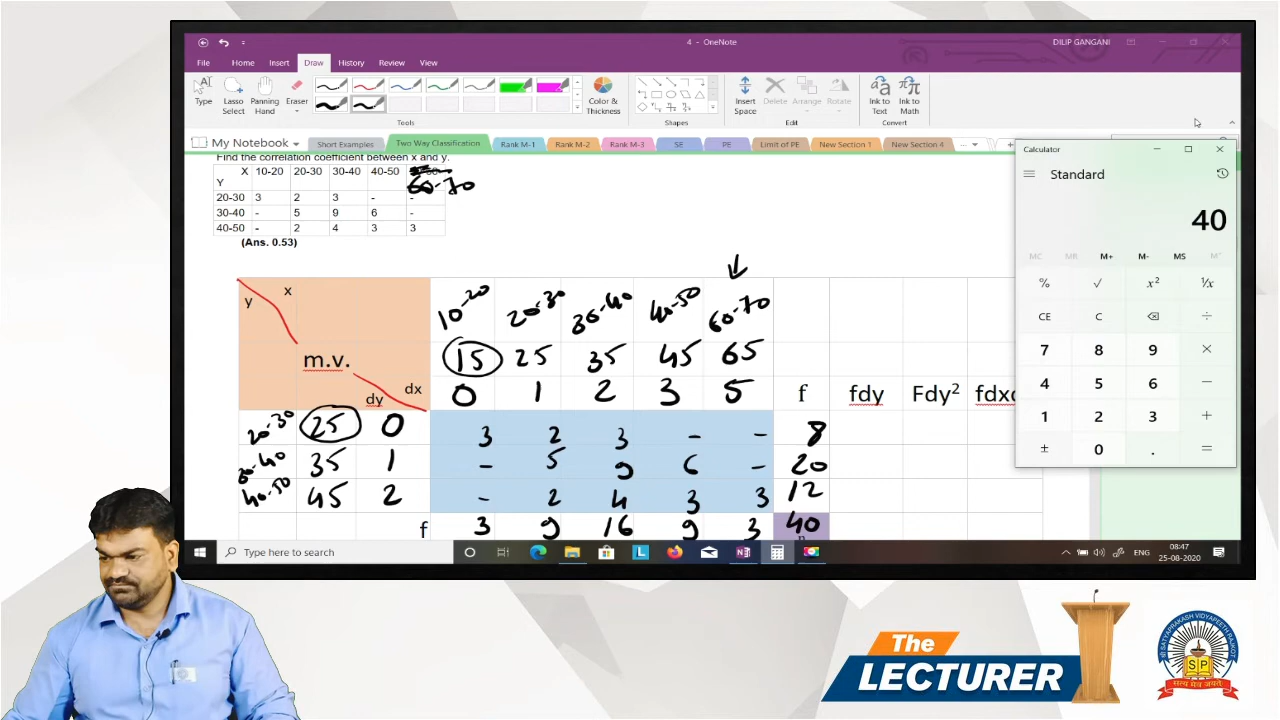 4 - OneNote
DILIP GANGANI
File Home Insert Draw History Review View
Type
Lasso Select
Panning Hand
Eraser
Color & Thickness
Insert Space
Delete
Arrange
Rotate
Ink to Text
Ink to Math
Tools
Shapes
Edit
Convert
My Notebook
Short Examples
Two Way Classification
Rank M-1
Rank M-2
Rank M-3
SE
PE
Limit of PE
New Section 1
New Section 4
Find the correlation coefficient between x and y.
X 10-20 20-30 30-40 40-50
Y 60-70
20-30 3 2 3 - -
30-40 - 5 9 6 -
40-50 - 2 4 3 3
(Ans. 0.53)
x
y
10-20 20-30 30-40 40-50 60-70
m.v. 15 25 35 45 65
dx
dy 0 1 2 3 5 f fdy Fdy²
20-30 25 0 3 2 3 - - 8
30-40 35 1 - 5 9 6 - 20
40-50 45 2 - 2 4 3 3 12
f 3 9 16 9 3 40
Calculator
Standard
40
MC MR M+ M- MS
% √ x² ¹/x
CE C ÷
7 8 9 ×
4 5 6 −
1 2 3 +
± 0 . =
Type here to search
ENG
08:47
25-08-2020
The
LECTURER
SP